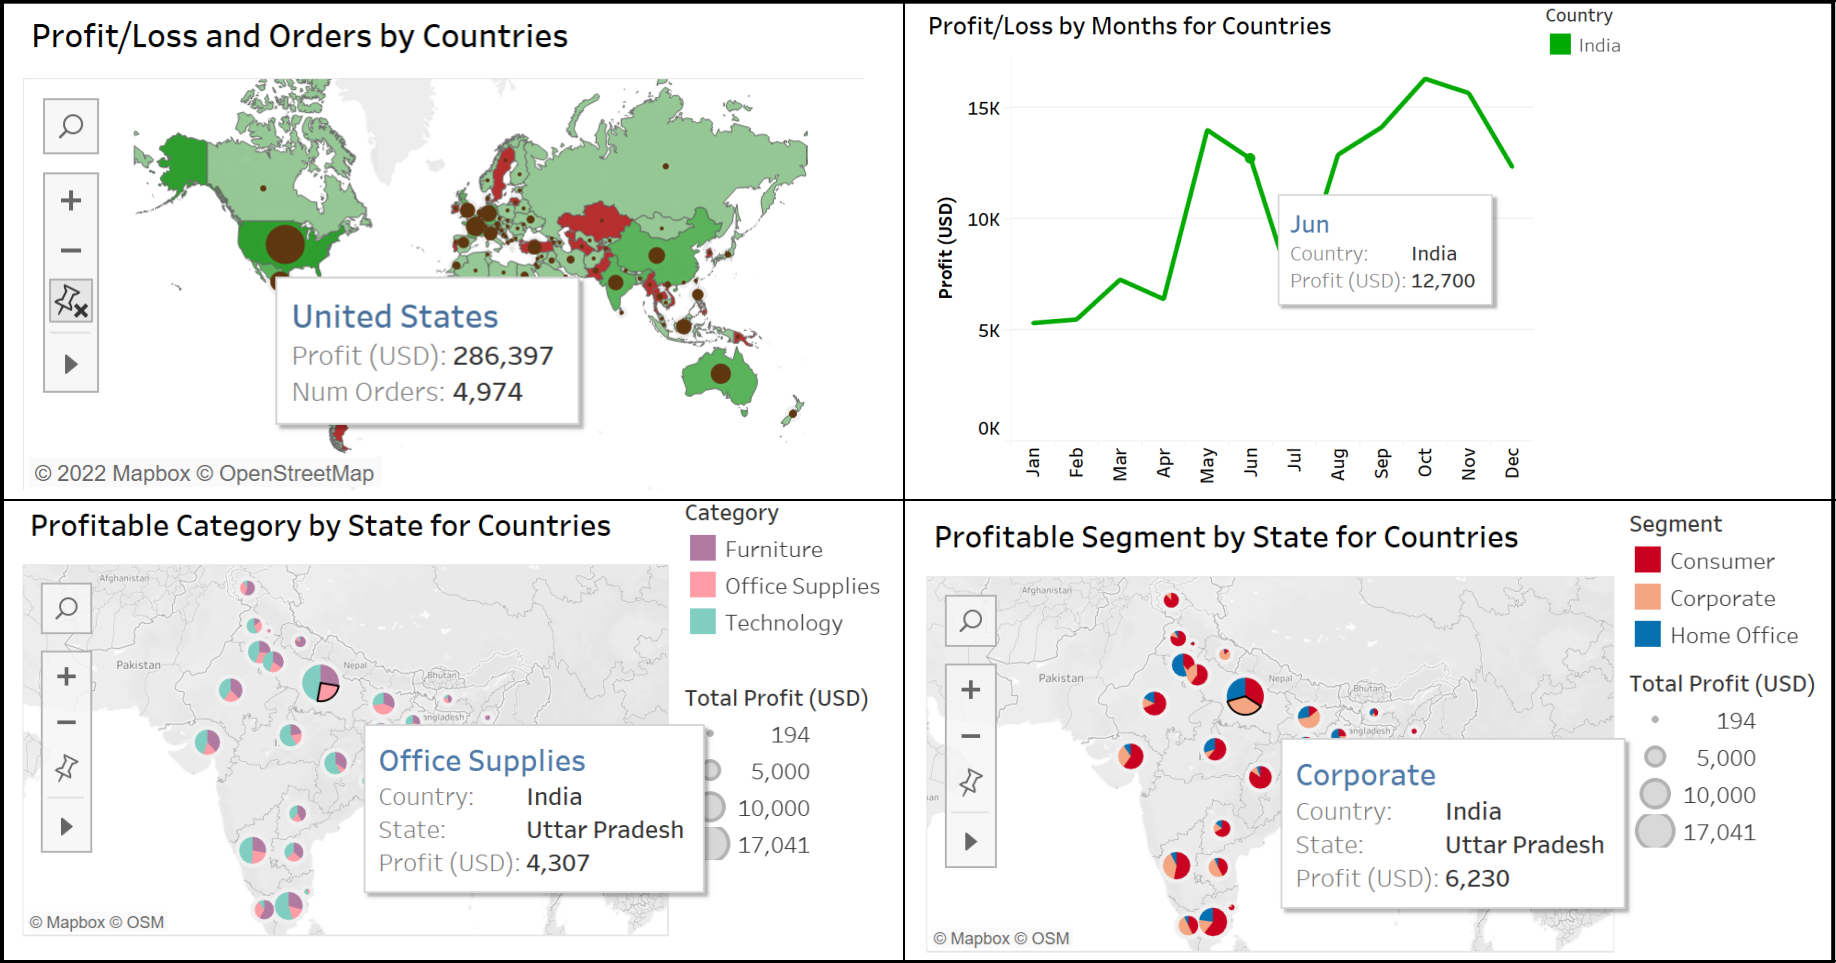 Profit/Loss and Orders by Countries
United States
Profit (USD): 286,397
Num Orders: 4,974
© 2022 Mapbox © OpenStreetMap
Profit/Loss by Months for Countries
Country
India
Profit (USD)
15K
10K
5K
0K
Jun
Country: India
Profit (USD): 12,700
Jan
Feb
Mar
Apr
May
Jun
Jul
Aug
Sep
Oct
Nov
Dec
Profitable Category by State for Countries
Category
Furniture
Office Supplies
Technology
Total Profit (USD)
194
5,000
10,000
17,041
Afghanistan
Pakistan
Nepal
Bhutan
angladesh
Office Supplies
Country: India
State: Uttar Pradesh
Profit (USD): 4,307
© Mapbox © OSM
Profitable Segment by State for Countries
Segment
Consumer
Corporate
Home Office
Total Profit (USD)
194
5,000
10,000
17,041
Afghanistan
Pakistan
Nepal
Bhutan
angladesh
an
Corporate
Country: India
State: Uttar Pradesh
Profit (USD): 6,230
© Mapbox © OSM